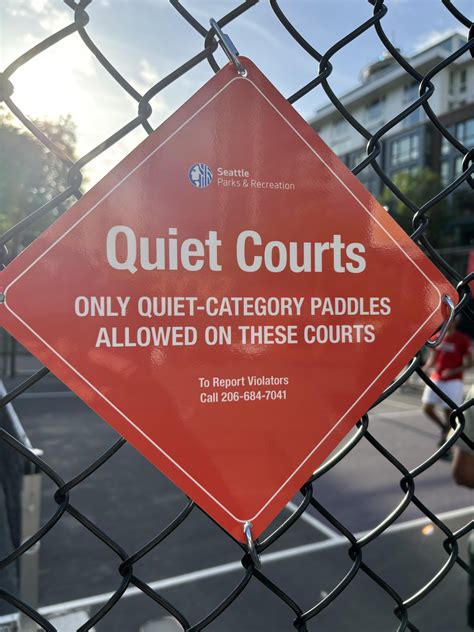 Seattle
Parks & Recreation
Quiet Courts
ONLY QUIET-CATEGORY PADDLES
ALLOWED ON THESE COURTS
To Report Violators
Call 206-684-7041